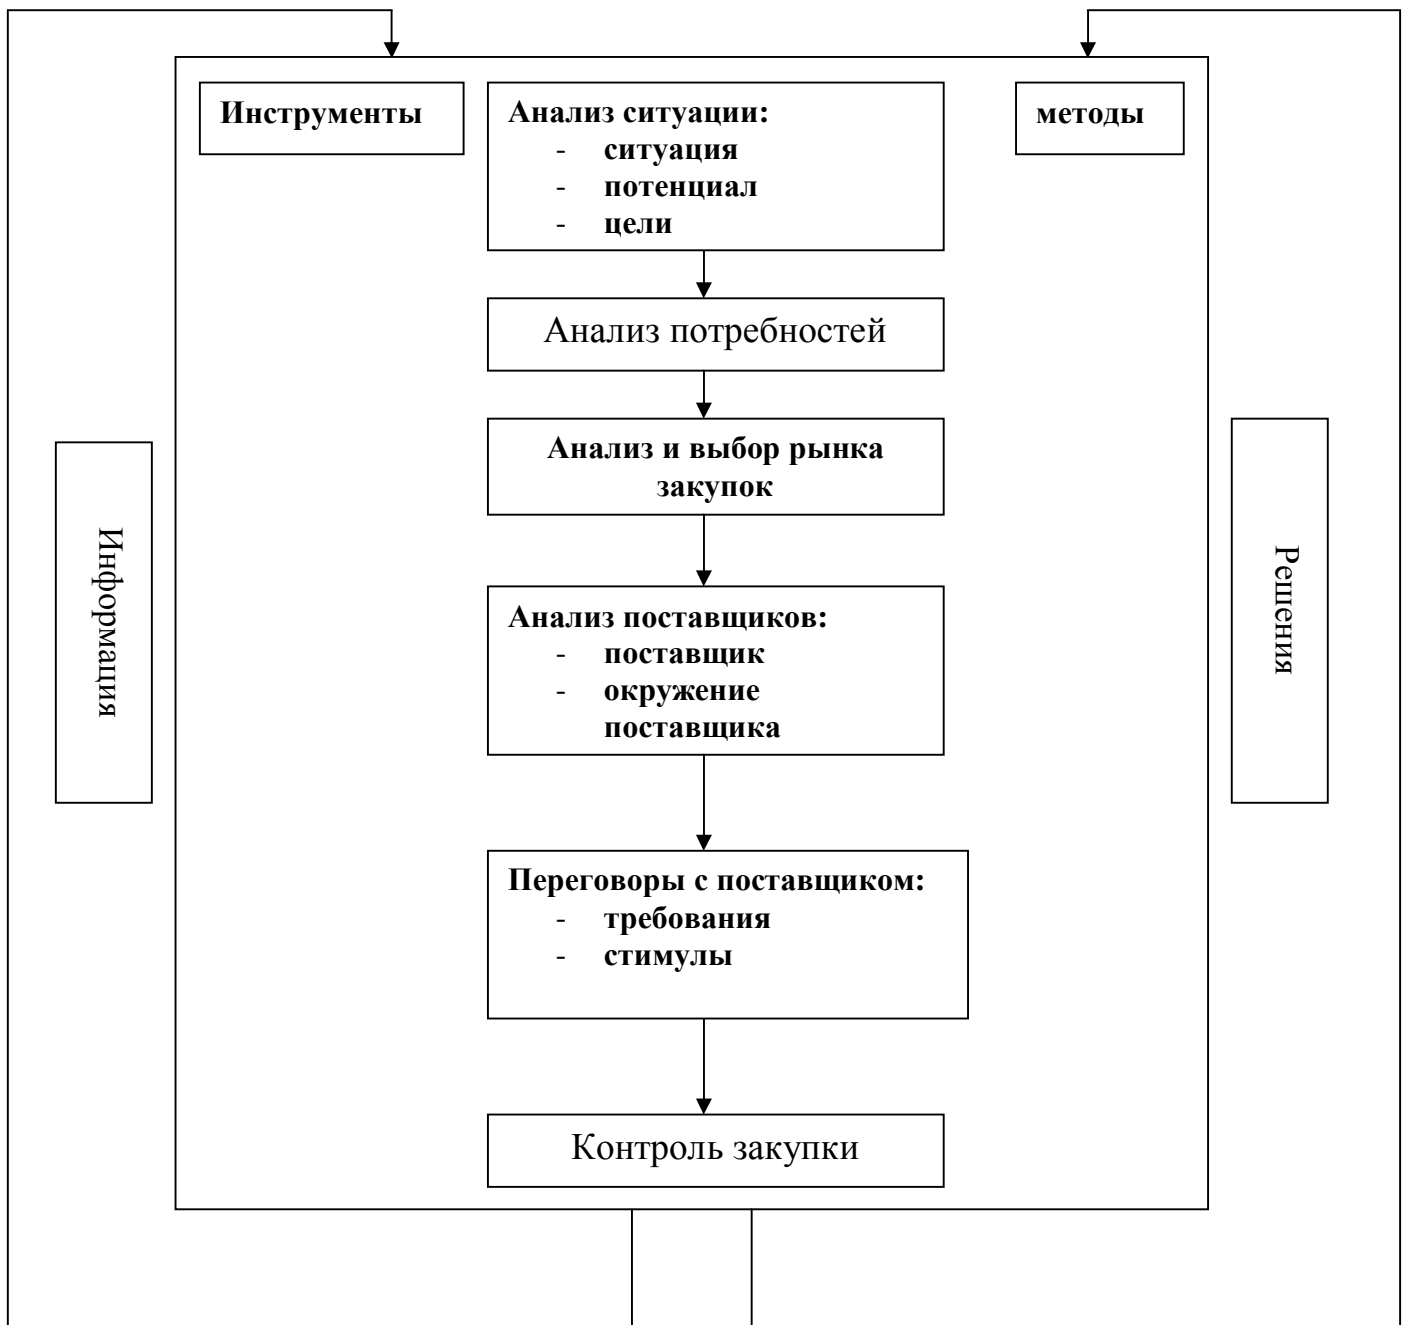 Инструменты
Анализ ситуации:
- ситуация
- потенциал
- цели
методы
Анализ потребностей
Анализ и выбор рынка
закупок
Информация
Решения
Анализ поставщиков:
- поставщик
- окружение
поставщика
Переговоры с поставщиком:
- требования
- стимулы
Контроль закупки